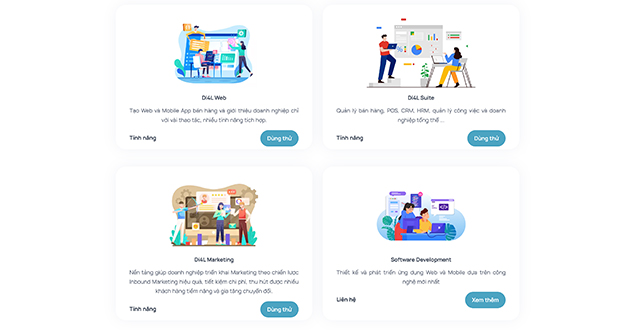 Di4L Web
Tạo Web và Mobile App bán hàng và giới thiệu doanh nghiệp chỉ
với vài thao tác, nhiều tính năng tích hợp.
Tính năng
Dùng thử
Di4L Suite
Quản lý bán hàng, POS, CRM, HRM, quản lý công việc và doanh
nghiệp tổng thể ...
Tính năng
Dùng thử
Di4L Marketing
Nền tảng giúp doanh nghiệp triển khai Marketing theo chiến lược
Inbound Marketing hiệu quả, tiết kiệm chi phí, thu hút được nhiều
khách hàng tiềm năng và gia tăng chuyển đổi.
Tính năng
Dùng thử
Software Development
Thiết kế và phát triển ứng dụng Web và Mobile dựa trên công
nghệ mới nhất
Liên hệ
Xem thêm